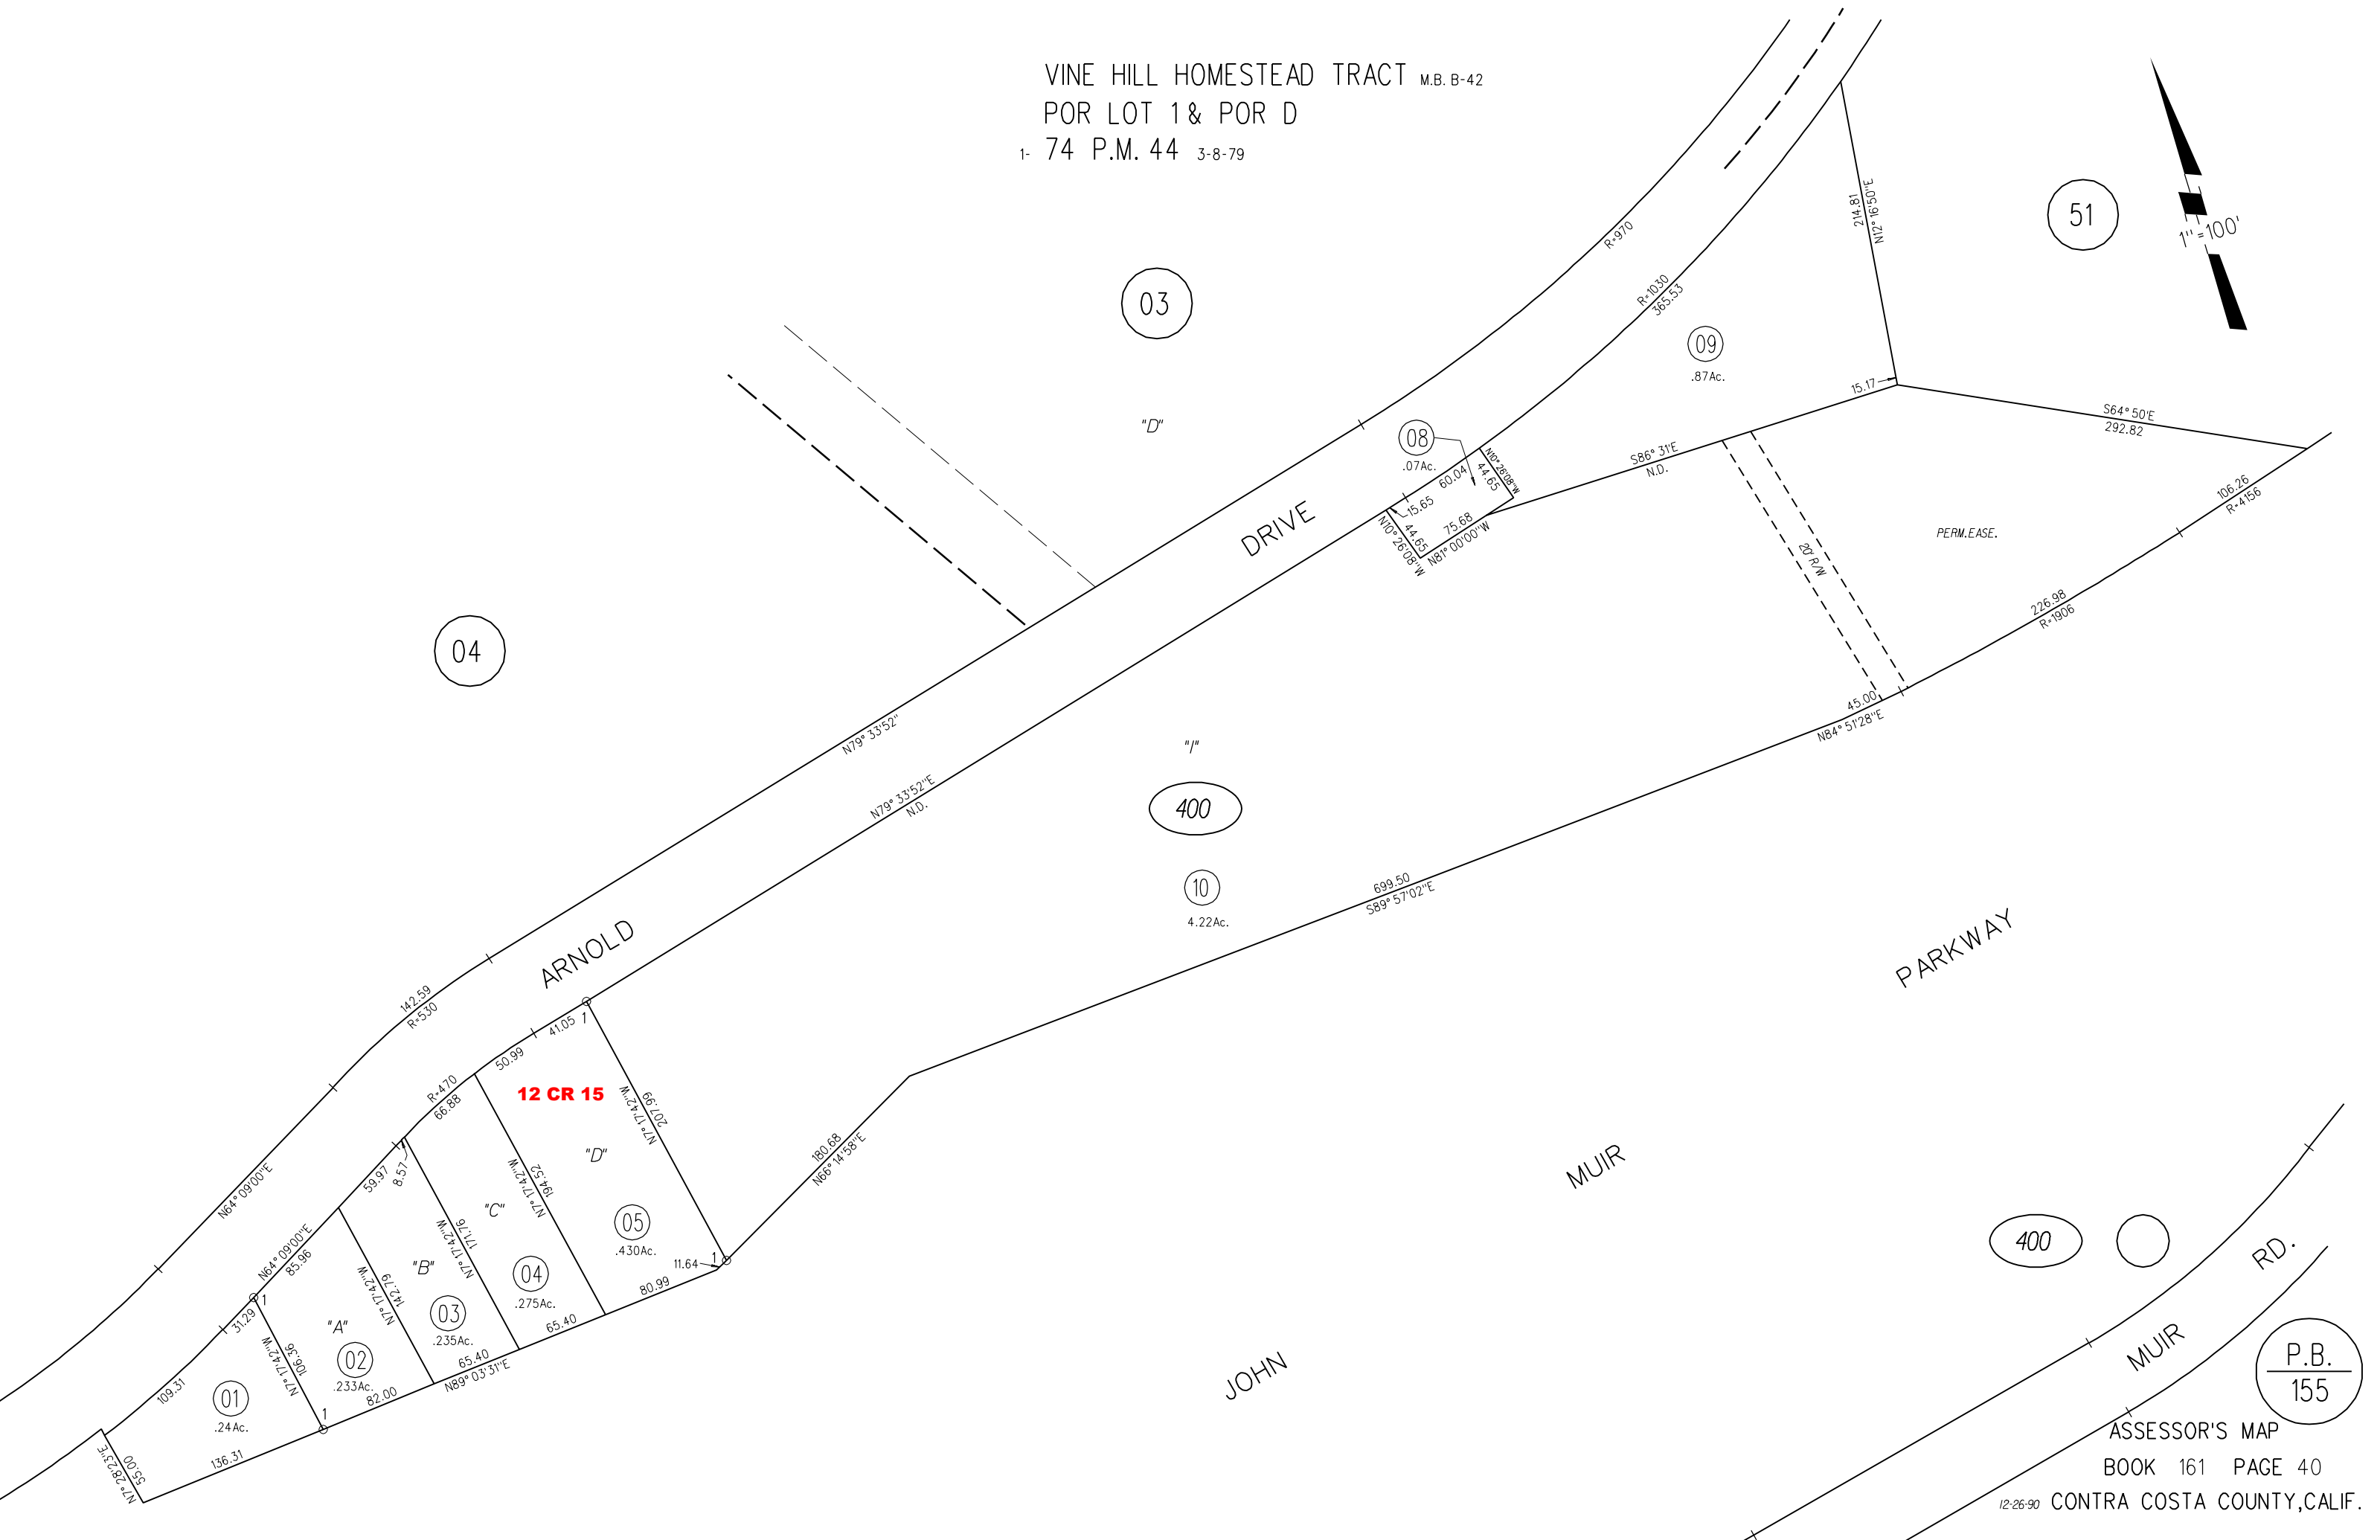 VINE HILL HOMESTEAD TRACT M.B. B-42
POR LOT 1 & POR D
1- 74 P.M. 44 3-8-79
51
1"=100'
03
"D"
04
R=970
R=1030
365.53
214.81
N12° 16'50"E
09
.87Ac.
15.17
S64° 50'E
292.82
08
.07Ac.
60.04
15.65
N10° 26'08"W
44.65
44.65
N10° 26'08"W
75.68
N81° 00'00"W
S86° 31'E
N.D.
20' R/W
PERM.EASE.
106.26
R=4156
226.98
R=1906
45.00
N84° 51'28"E
DRIVE
N79° 33'52"
N79° 33'52"E
N.D.
"I"
400
10
4.22Ac.
699.50
S89° 57'02"E
ARNOLD
142.59
R=530
N64° 09'00"E
41.05
1
50.99
R=470
66.88
12 CR 15
207.99
N7° 17'42"W
"D"
05
.430Ac.
180.68
N66° 14'58"E
11.64
1
80.99
194.52
N7° 17'42"W
"C"
04
.275Ac.
65.40
8.57
59.97
171.76
N7° 17'42"W
"B"
03
.235Ac.
65.40
N89° 03'31"E
N64° 09'00"E
85.96
142.79
N7° 17'42"W
"A"
02
.233Ac.
82.00
1
31.29
106.36
N7° 17'42"W
1
109.31
01
.24Ac.
136.31
55.00
N7° 28'23"E
JOHN
MUIR
PARKWAY
400
MUIR
RD.
P.B.
155
ASSESSOR'S MAP
BOOK 161 PAGE 40
12-26-90 CONTRA COSTA COUNTY,CALIF.